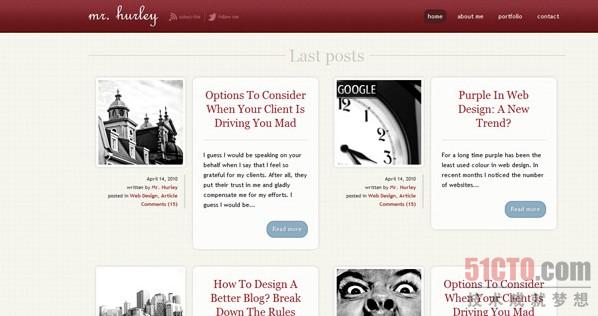 mr. hurley
subscribe
follow me
home
about me
portfolio
contact
Last posts
Options To Consider
When Your Client Is
Driving You Mad
I guess I would be speaking on your
behalf when I say that I feel so
grateful for my clients. After all, they
put their trust in me and gladly
compensate me for my efforts. I
guess I would be...
Read more
April 14, 2010
written by Mr. Hurley
posted in Web Design, Article
Comments (15)
GOOGLE
Purple In Web
Design: A New
Trend?
For a long time purple has been the
least used colour in web design. In
recent months I noticed the number
of websites...
Read more
April 14, 2010
written by Mr. Hurley
posted in Web Design, Article
Comments (15)
How To Design A
Better Blog? Break
Down The Rules
Options To Consider
When Your Client Is
Driving You Mad
51CTO.com
技术成就梦想